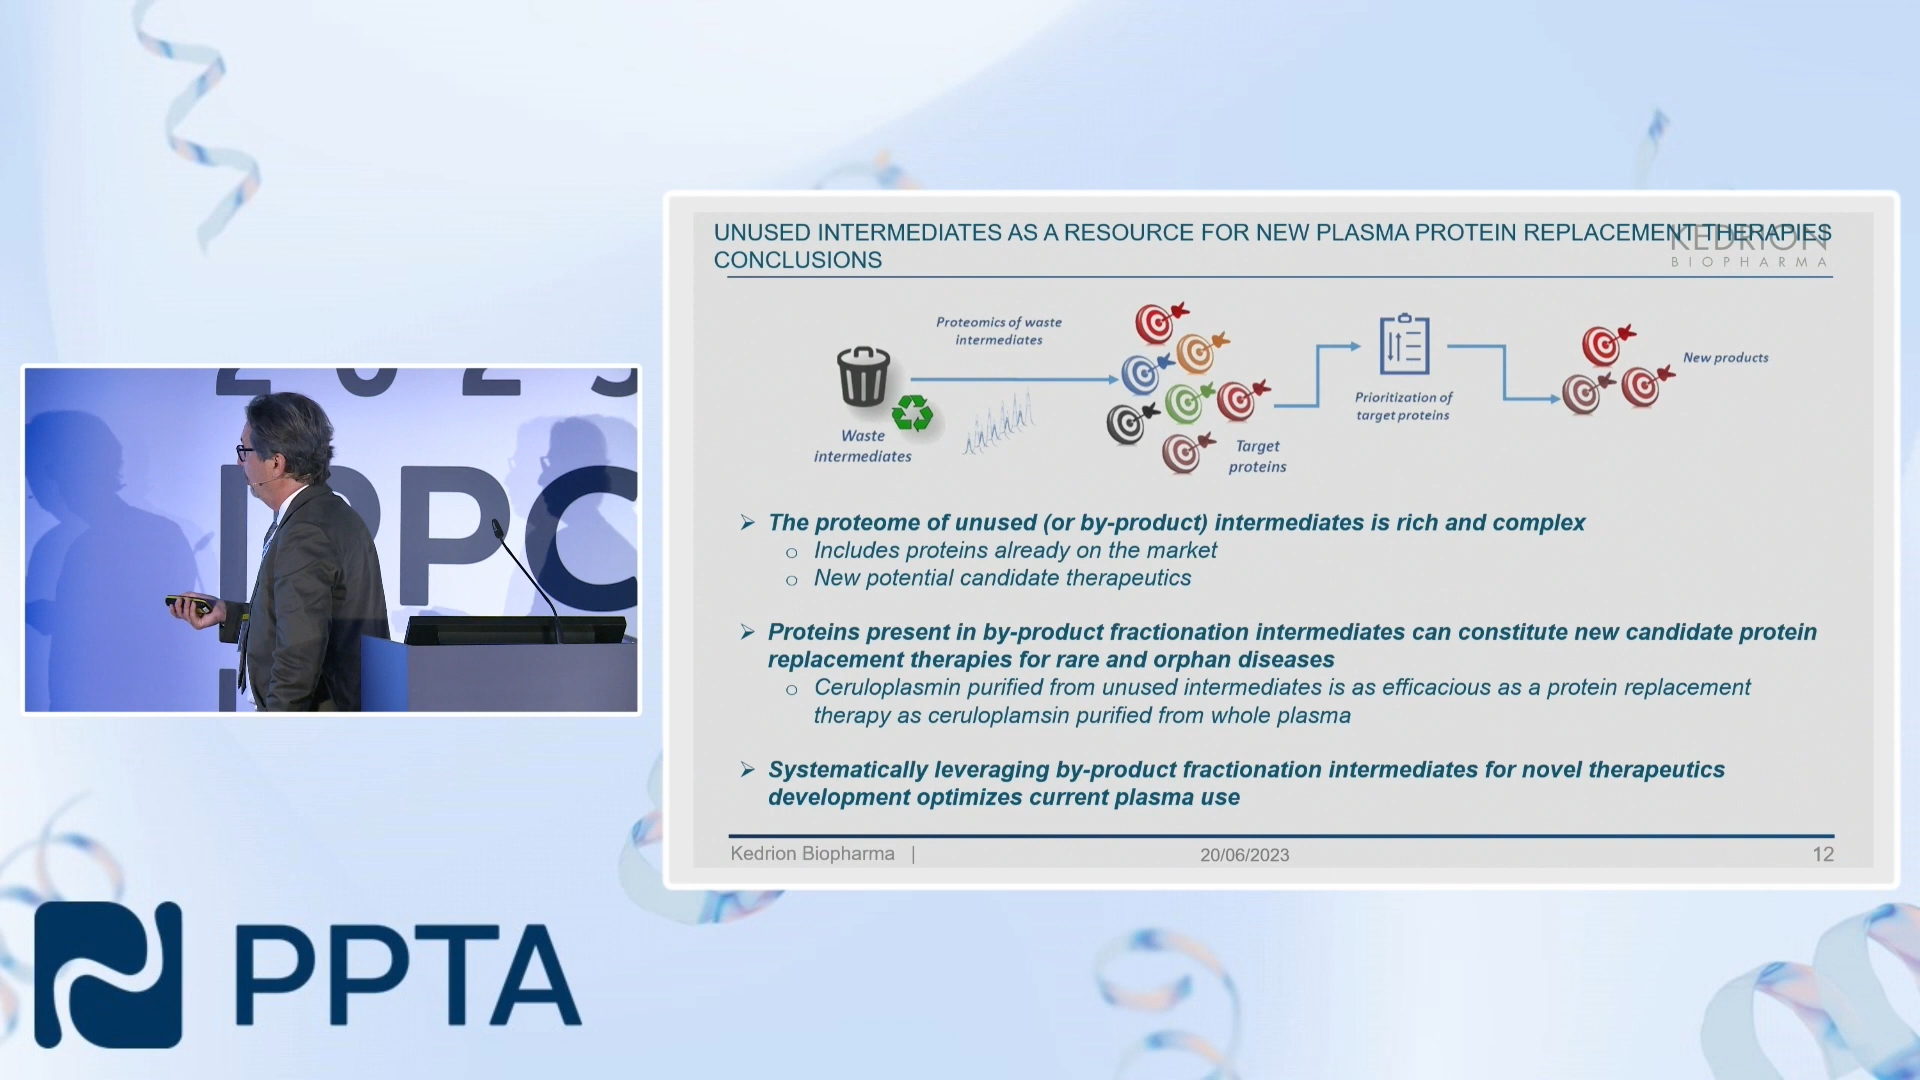 UNUSED INTERMEDIATES AS A RESOURCE FOR NEW PLASMA PROTEIN REPLACEMENT THERAPIES
CONCLUSIONS
KEDRION
BIOPHARMA
Proteomics of waste
intermediates
Waste
intermediates
Target
proteins
Prioritization of
target proteins
New products
➢ The proteome of unused (or by-product) intermediates is rich and complex
o Includes proteins already on the market
o New potential candidate therapeutics
➢ Proteins present in by-product fractionation intermediates can constitute new candidate protein
replacement therapies for rare and orphan diseases
o Ceruloplasmin purified from unused intermediates is as efficacious as a protein replacement
therapy as ceruloplamsin purified from whole plasma
➢ Systematically leveraging by-product fractionation intermediates for novel therapeutics
development optimizes current plasma use
Kedrion Biopharma |
20/06/2023
12
PPTA